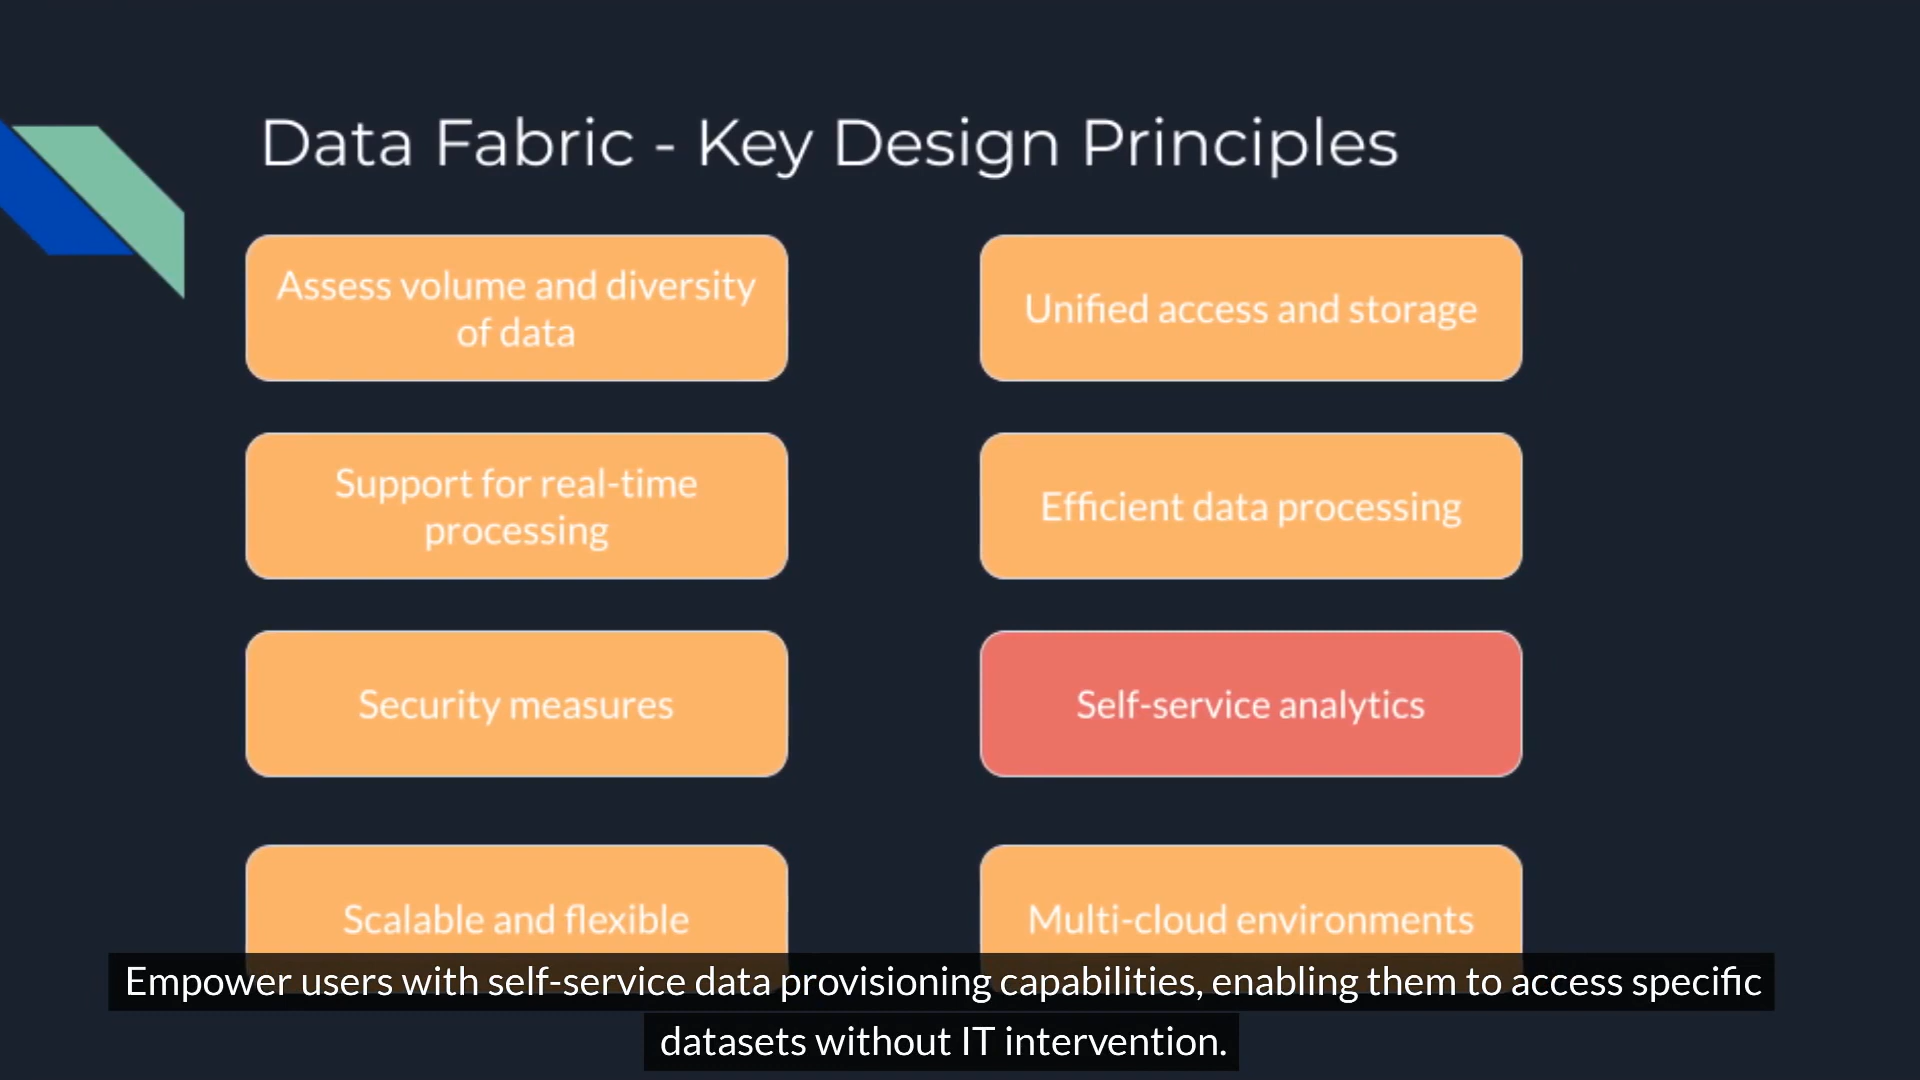 Data Fabric - Key Design Principles
Assess volume and diversity
of data
Unified access and storage
Support for real-time
processing
Efficient data processing
Security measures
Self-service analytics
Scalable and flexible
Multi-cloud environments
Empower users with self-service data provisioning capabilities, enabling them to access specific
datasets without IT intervention.